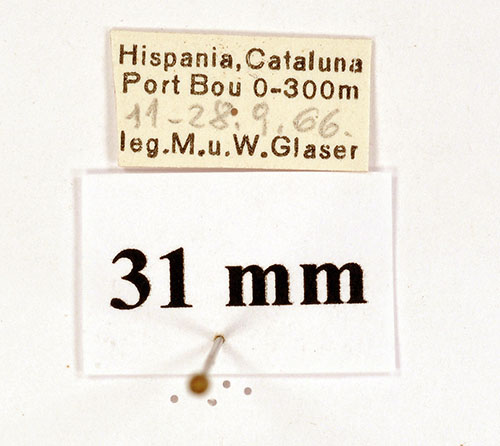 Hispania, Cataluna
Port Bou 0-300m
11-28.9.66.
leg.M.u.W.Glaser
31 mm